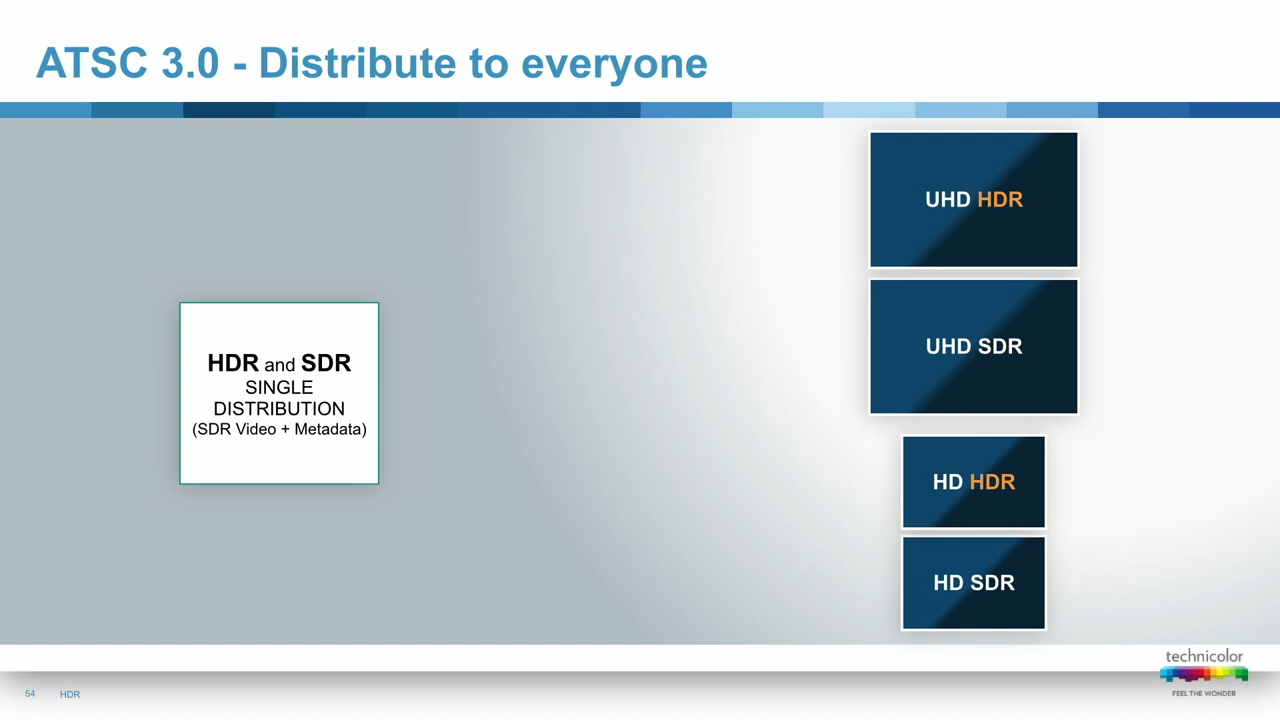 ATSC 3.0 - Distribute to everyone
UHD HDR
UHD SDR
HDR and SDR
SINGLE
DISTRIBUTION
(SDR Video + Metadata)
HD HDR
HD SDR
technicolor
FEEL THE WONDER
54 HDR